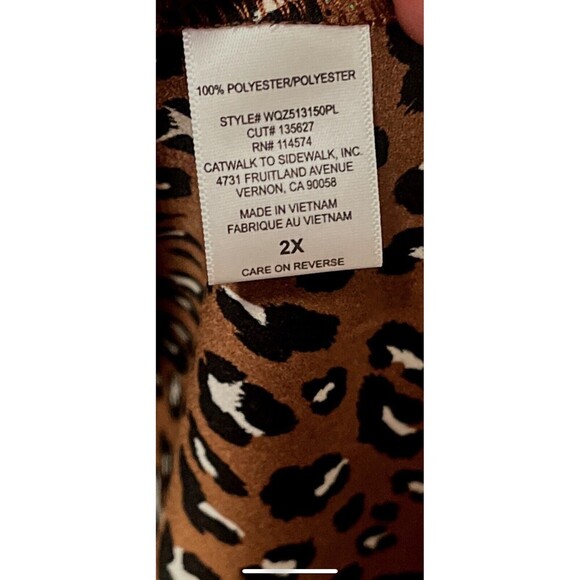 100% POLYESTER/POLYESTER
STYLE# WQZ513150PL
CUT# 135627
RN# 114574
CATWALK TO SIDEWALK, INC.
4731 FRUITLAND AVENUE
VERNON, CA 90058
MADE IN VIETNAM
FABRIQUE AU VIETNAM
2X
CARE ON REVERSE